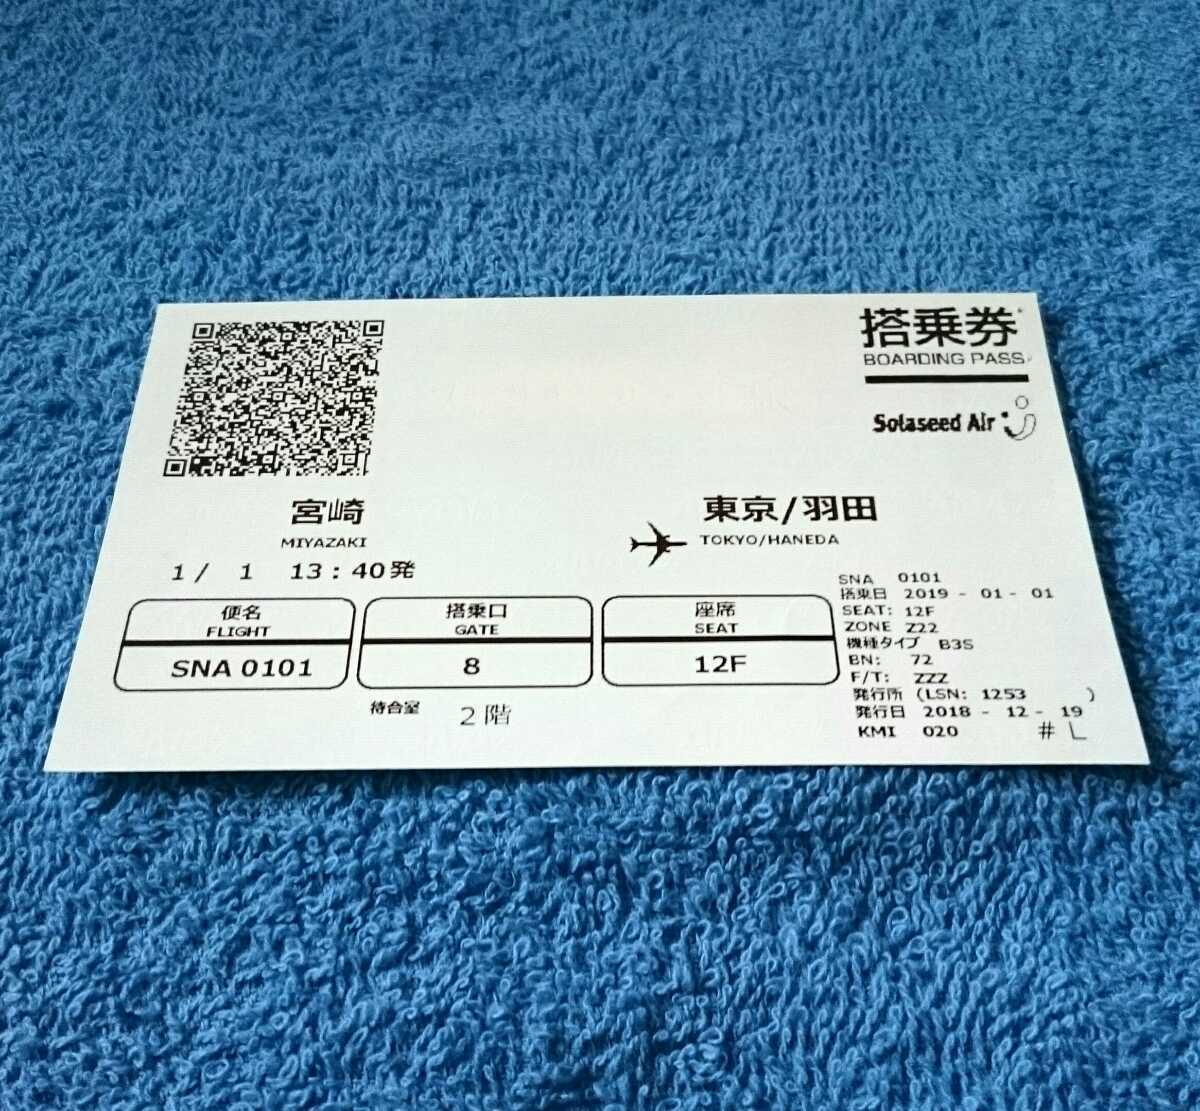 搭乗券
BOARDING PASS
Solaseed Air
宮崎
MIYAZAKI
東京/羽田
TOKYO/HANEDA
1 / 1 13 : 40発
便名
FLIGHT
SNA 0101
搭乗口
GATE
8
座席
SEAT
12F
待合室 2階
SNA 0101
搭乗日 2019 - 01 - 01
SEAT: 12F
ZONE Z22
機種タイプ B3S
BN: 72
F/T: ZZZ
発行所 (LSN: 1253 )
発行日 2018 - 12 - 19
KMI 020 # L